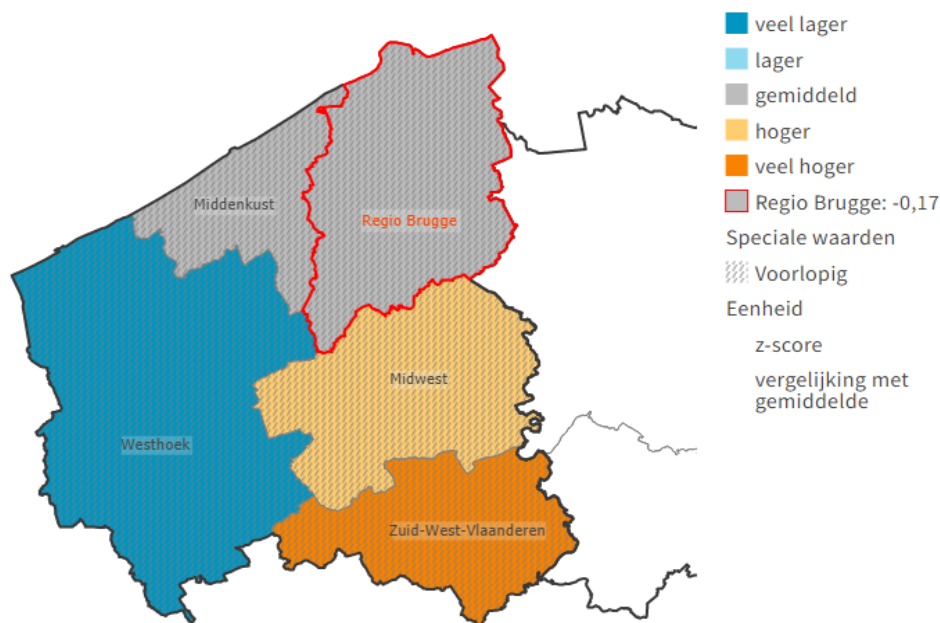 veel lager
lager
gemiddeld
hoger
veel hoger
Regio Brugge: -0,17
Speciale waarden
Voorlopig
Eenheid
z-score
vergelijking met
gemiddelde
Middenkust
Regio Brugge
Midwest
Westhoek
Zuid-West-Vlaanderen